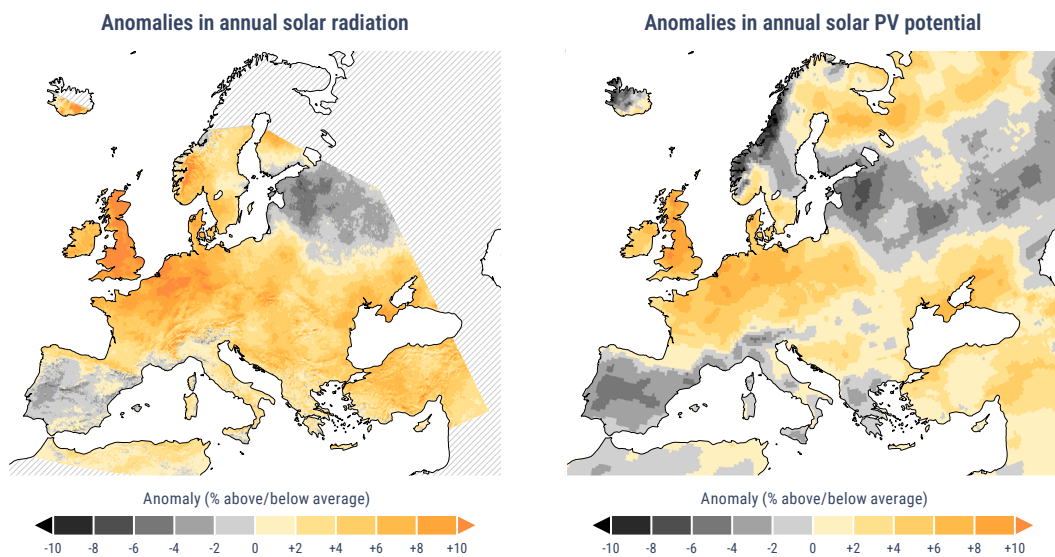 Anomalies in annual solar radiation
Anomalies in annual solar PV potential
Anomaly (% above/below average)
-10 -8 -6 -4 -2 0 +2 +4 +6 +8 +10
Anomaly (% above/below average)
-10 -8 -6 -4 -2 0 +2 +4 +6 +8 +10